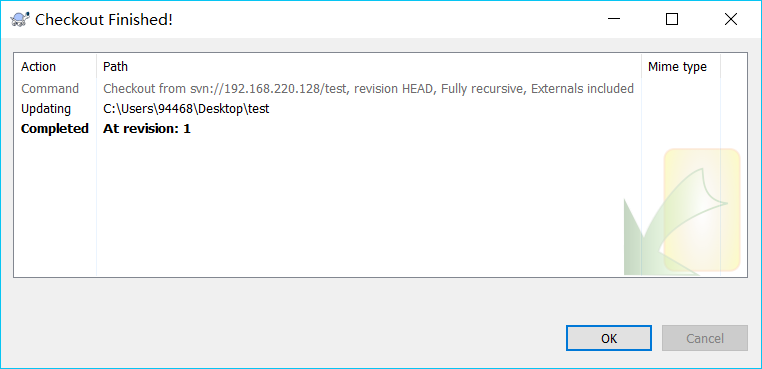 Checkout Finished!
Action Path Mime type
Command Checkout from svn://192.168.220.128/test, revision HEAD, Fully recursive, Externals included
Updating C:\Users\94468\Desktop\test
Completed At revision: 1
OK Cancel